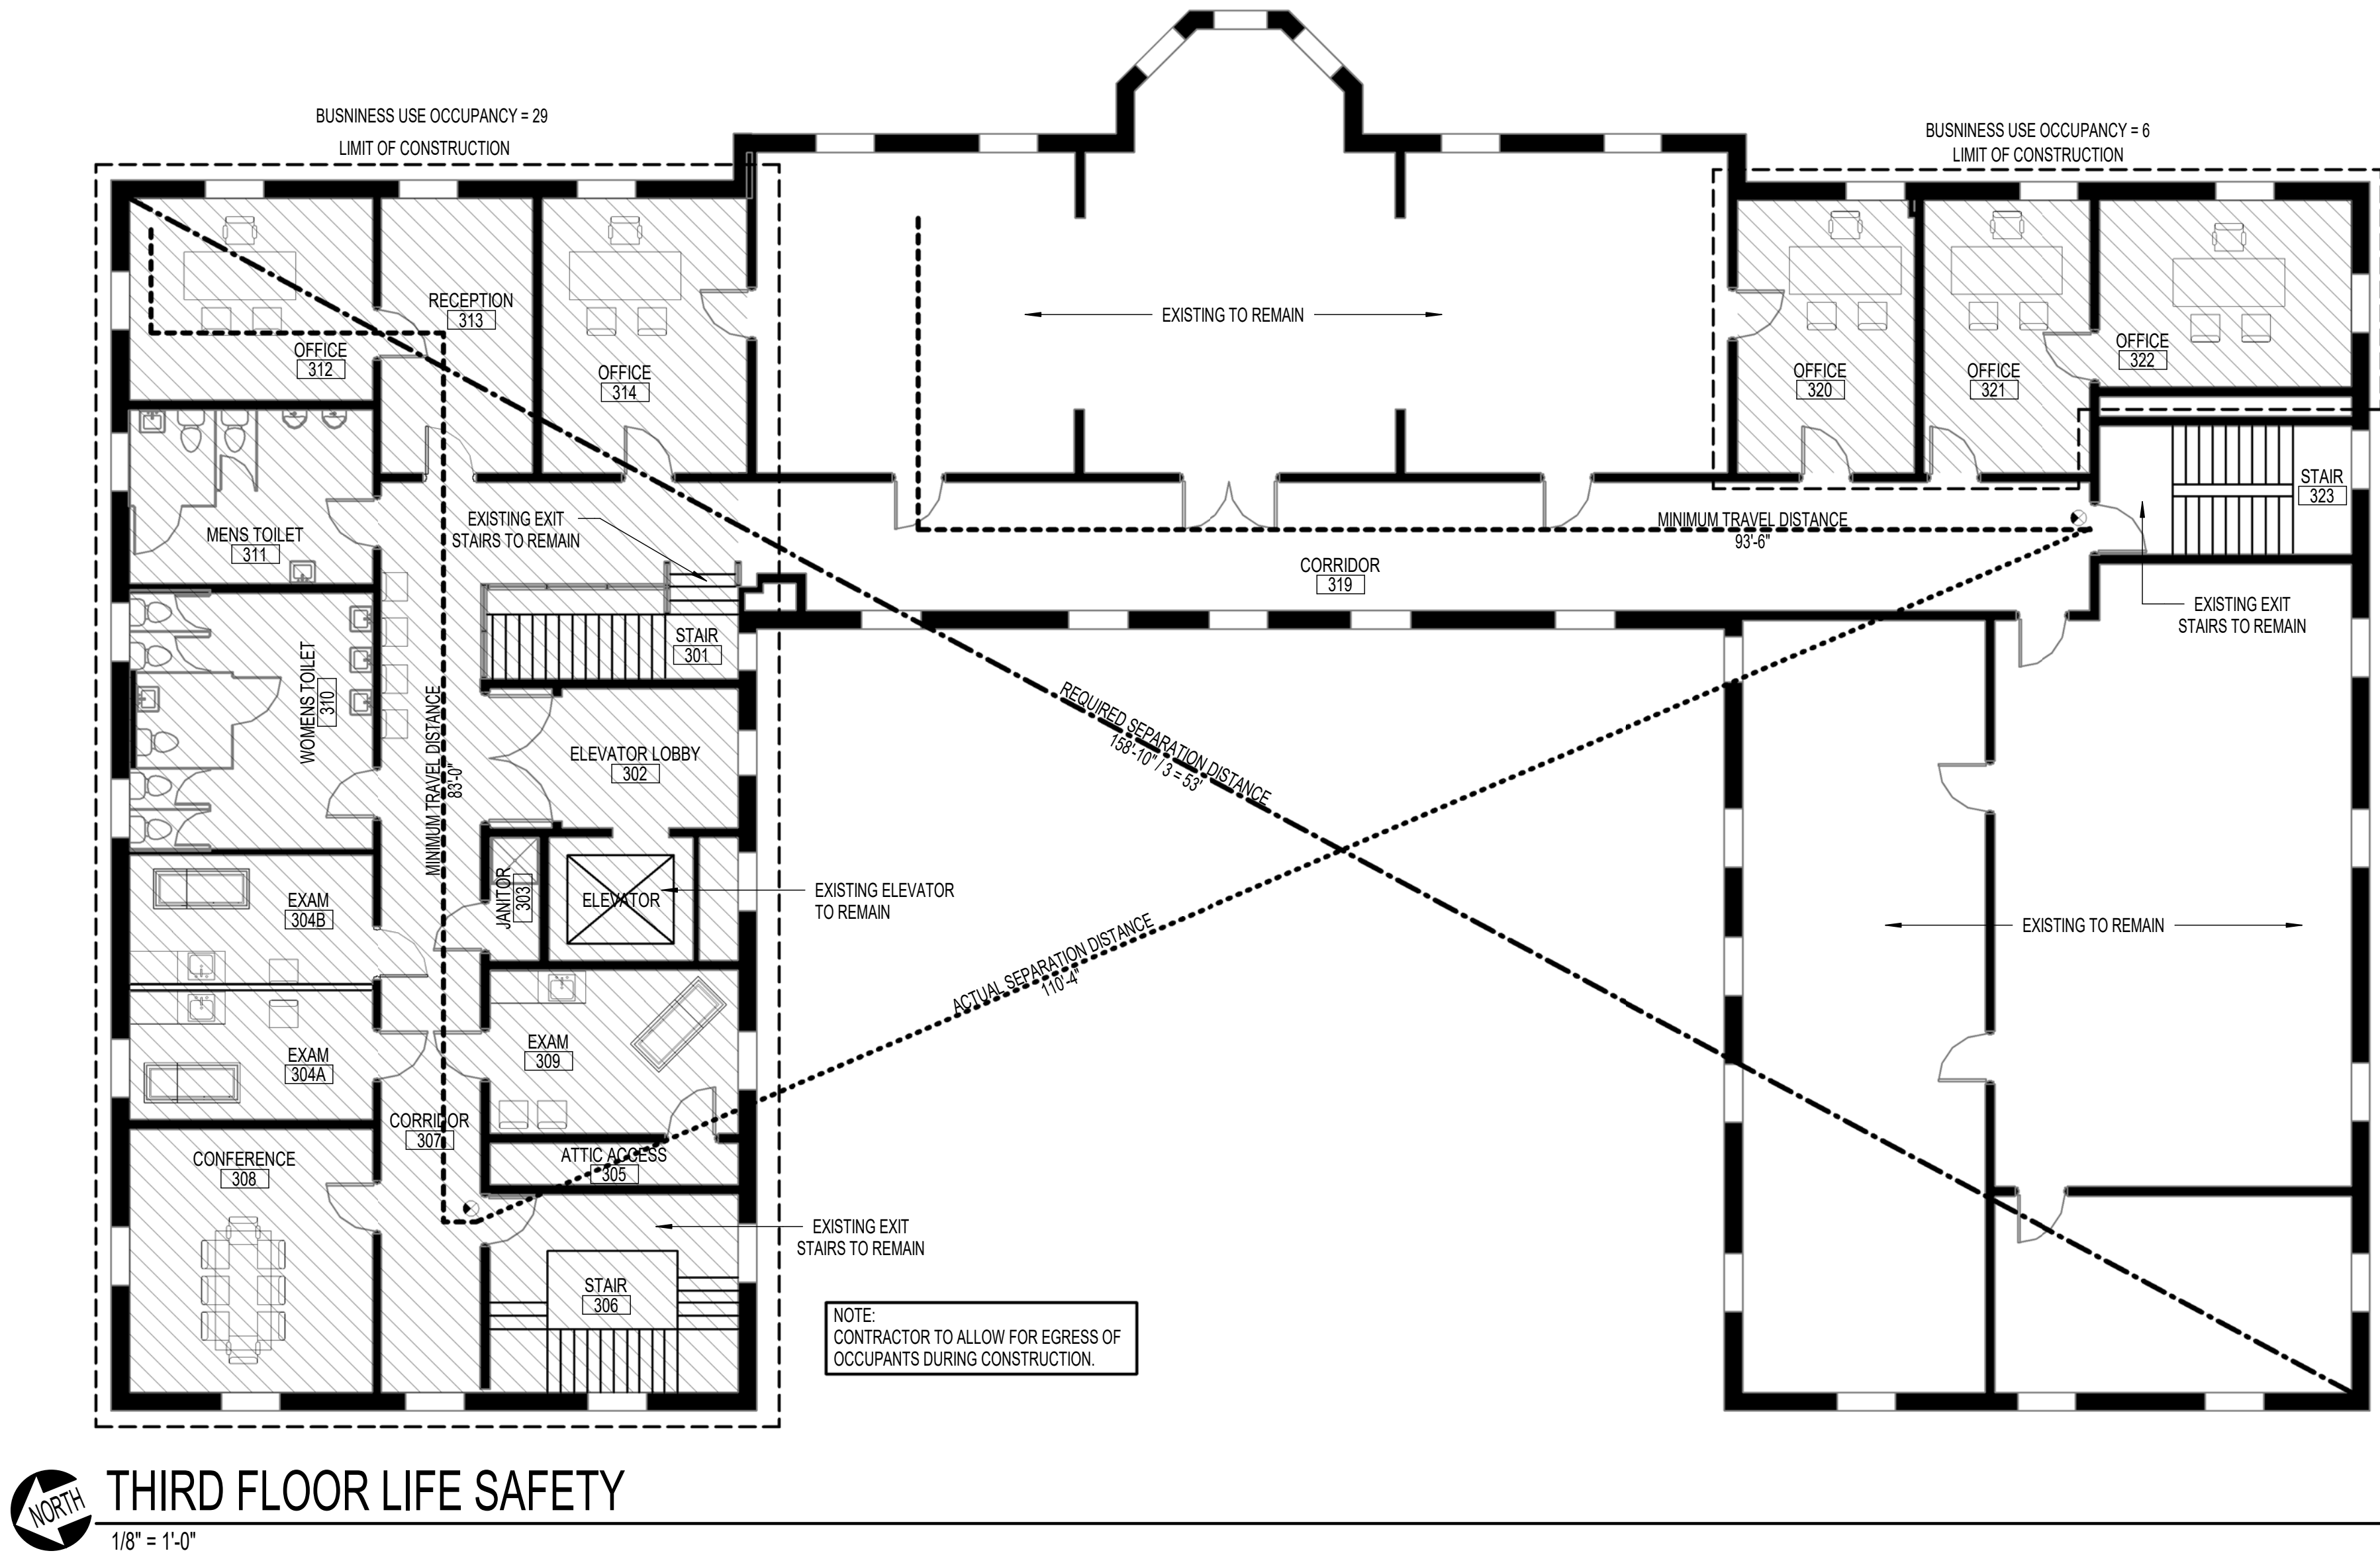 BUSNINESS USE OCCUPANCY = 29
LIMIT OF CONSTRUCTION
BUSNINESS USE OCCUPANCY = 6
LIMIT OF CONSTRUCTION
RECEPTION
313
OFFICE
312
OFFICE
314
EXISTING TO REMAIN
OFFICE
320
OFFICE
321
OFFICE
322
STAIR
323
MENS TOILET
311
EXISTING EXIT
STAIRS TO REMAIN
MINIMUM TRAVEL DISTANCE
93'-6"
CORRIDOR
319
EXISTING EXIT
STAIRS TO REMAIN
STAIR
301
WOMENS TOILET
310
MINIMUM TRAVEL DISTANCE
83'-0"
ELEVATOR LOBBY
302
REQUIRED SEPARATION DISTANCE
158'-10" / 3 = 53'
EXAM
304B
JANITOR
303
ELEVATOR
EXISTING ELEVATOR
TO REMAIN
EXISTING TO REMAIN
ACTUAL SEPARATION DISTANCE
110'-4"
EXAM
304A
EXAM
309
CORRIDOR
307
CONFERENCE
308
ATTIC ACCESS
305
EXISTING EXIT
STAIRS TO REMAIN
STAIR
306
NOTE:
CONTRACTOR TO ALLOW FOR EGRESS OF
OCCUPANTS DURING CONSTRUCTION.
NORTH
THIRD FLOOR LIFE SAFETY
1/8" = 1'-0"